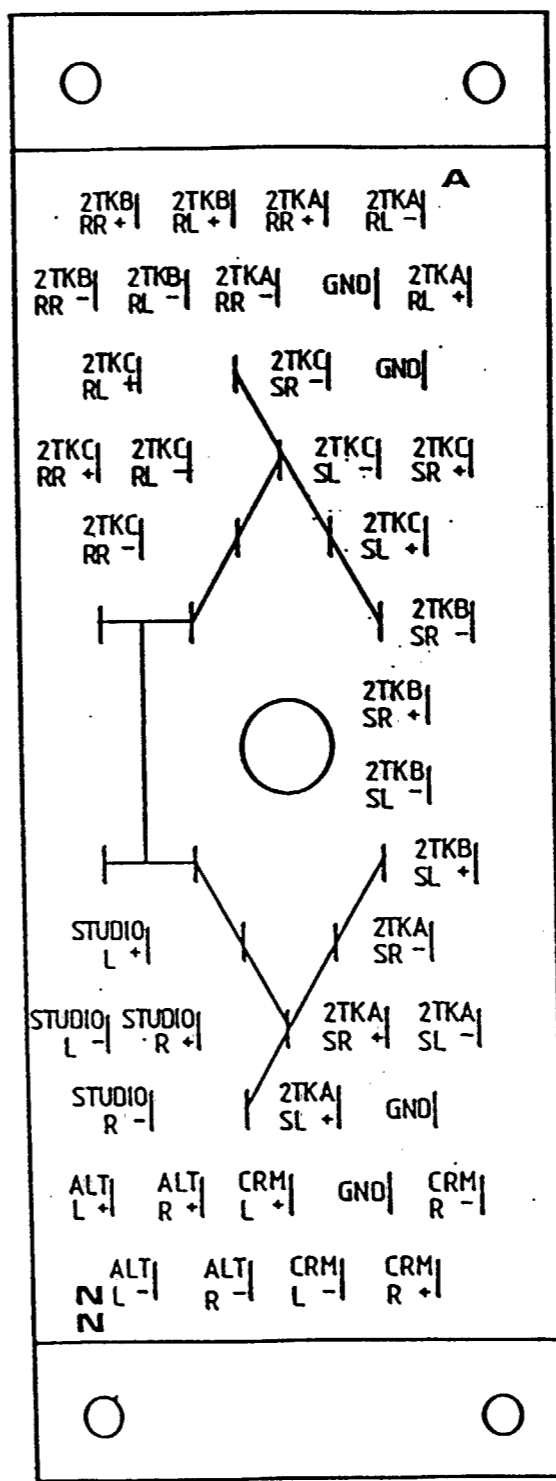 A
2TKB 2TKB 2TKA 2TKA
RR + RL + RR + RL -
2TKB 2TKB 2TKA GND 2TKA
RR - RL - RR - RL +
2TKC 2TKC GND
RL + SR -
2TKC 2TKC 2TKC 2TKC
RR + RL - SL - SR +
2TKC 2TKC
RR - SL +
2TKB
SR -
2TKB
SR +
2TKB
SL -
2TKB
SL +
STUDIO 2TKA
L + SR -
STUDIO STUDIO 2TKA 2TKA
L - R + SR + SL -
STUDIO 2TKA GND
R - SL +
ALT ALT CRM GND CRM
L + R + L + R -
ALT ALT CRM CRM
L - R - L - R +
NN